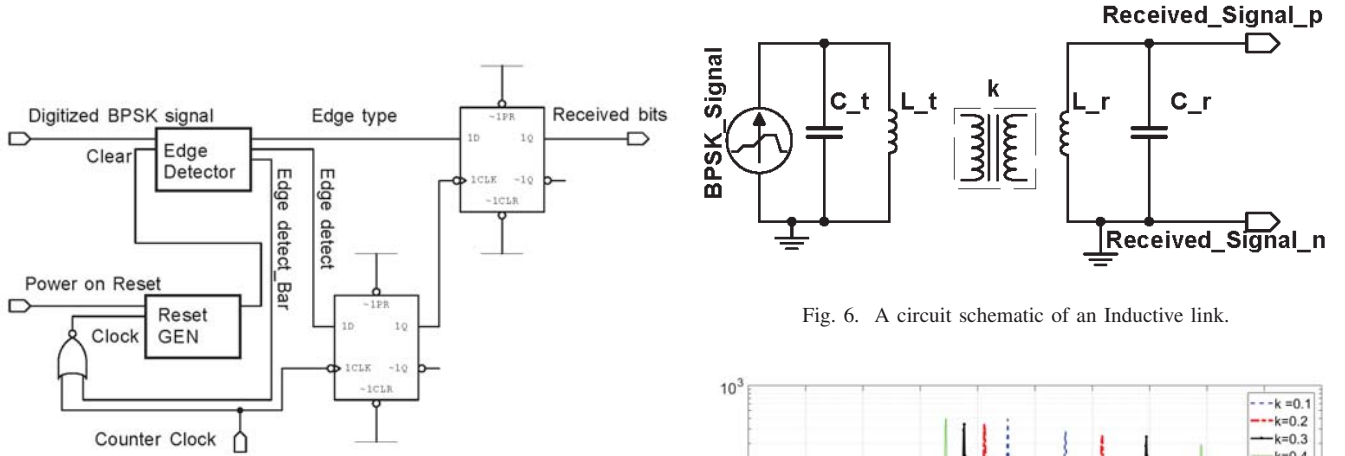 Digitized BPSK signal
Edge type
Received bits
Clear
Edge
Detector
Edge detect_Bar
Edge detect
~1PR
1D
1Q
1CLK
~1Q
~1CLR
Power on Reset
Reset
GEN
Clock
~1PR
1D
1Q
1CLK
~1Q
~1CLR
Counter Clock
Received_Signal_p
BPSK_Signal
C_t
L_t
k
L_r
C_r
Received_Signal_n
Fig. 6. A circuit schematic of an Inductive link.
10³
k =0.1
k=0.2
k=0.3
k=0.4